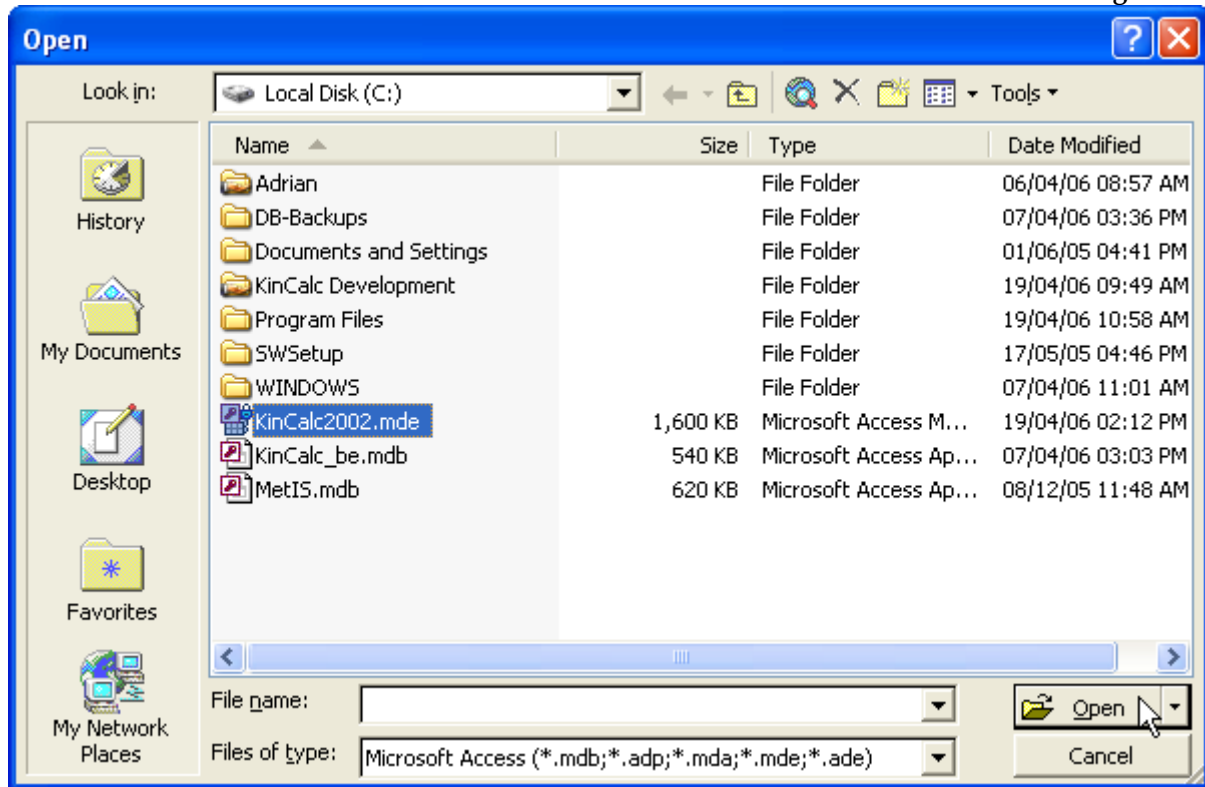 Open
Look in: Local Disk (C:) Tools
Name Size Type Date Modified
Adrian File Folder 06/04/06 08:57 AM
DB-Backups File Folder 07/04/06 03:36 PM
Documents and Settings File Folder 01/06/05 04:41 PM
KinCalc Development File Folder 19/04/06 09:49 AM
Program Files File Folder 19/04/06 10:58 AM
SWSetup File Folder 17/05/05 04:46 PM
WINDOWS File Folder 07/04/06 11:01 AM
KinCalc2002.mde 1,600 KB Microsoft Access M... 19/04/06 02:12 PM
KinCalc_be.mdb 540 KB Microsoft Access Ap... 07/04/06 03:03 PM
MetIS.mdb 620 KB Microsoft Access Ap... 08/12/05 11:48 AM
History
My Documents
Desktop
Favorites
My Network
Places
File name: Open
Files of type: Microsoft Access (*.mdb;*.adp;*.mda;*.mde;*.ade) Cancel